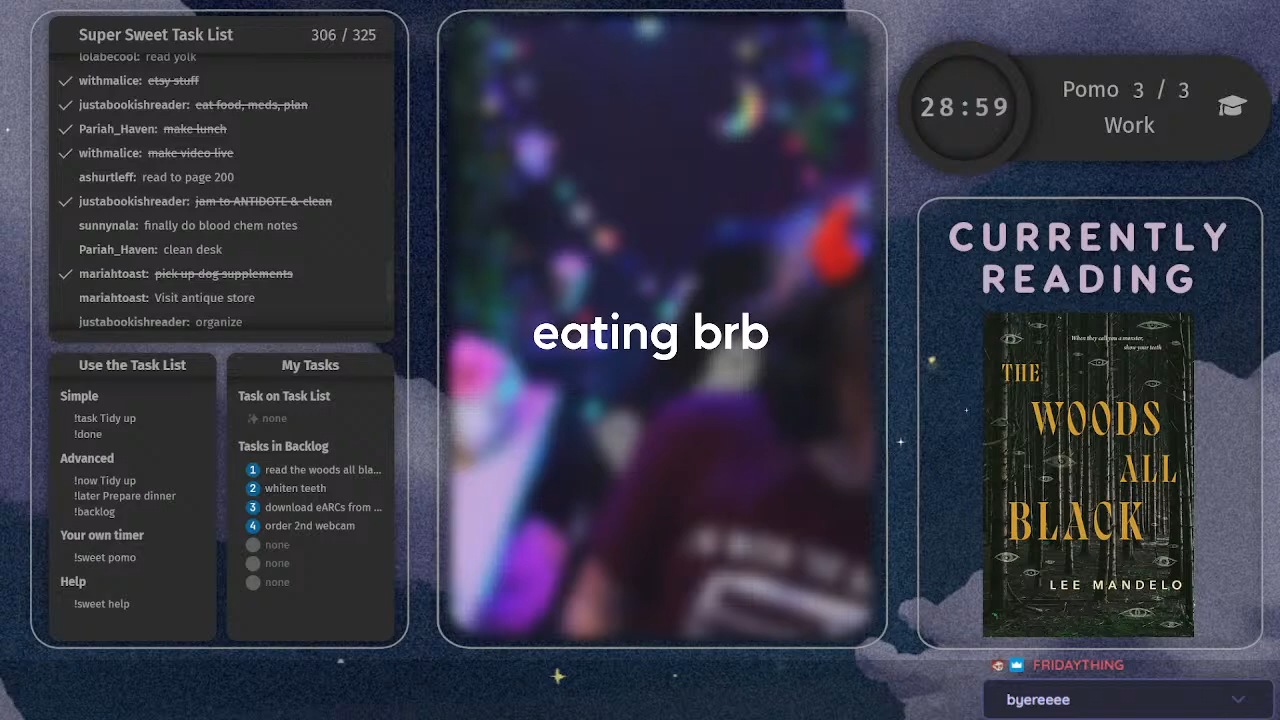 Super Sweet Task List 306 / 325
lolabecool: read yolk
withmalice: etsy stuff
justabookishreader: eat food, meds, plan
Pariah_Haven: make lunch
withmalice: make video live
ashurtleff: read to page 200
justabookishreader: jam to ANTIDOTE & clean
sunnynala: finally do blood chem notes
Pariah_Haven: clean desk
mariahtoast: pick up dog supplements
mariahtoast: Visit antique store
justabookishreader: organize
Use the Task List
Simple
!task Tidy up
!done
Advanced
!now Tidy up
!later Prepare dinner
!backlog
Your own timer
!sweet pomo
Help
!sweet help
My Tasks
Task on Task List
none
Tasks in Backlog
1 read the woods all bla...
2 whiten teeth
3 download eARCs from ...
4 order 2nd webcam
none
none
none
eating brb
28:59
Pomo 3 / 3
Work
CURRENTLY
READING
When they call you a monster,
show your teeth
THE
WOODS
ALL
BLACK
LEE MANDELO
FRIDAYTHING
byereeee